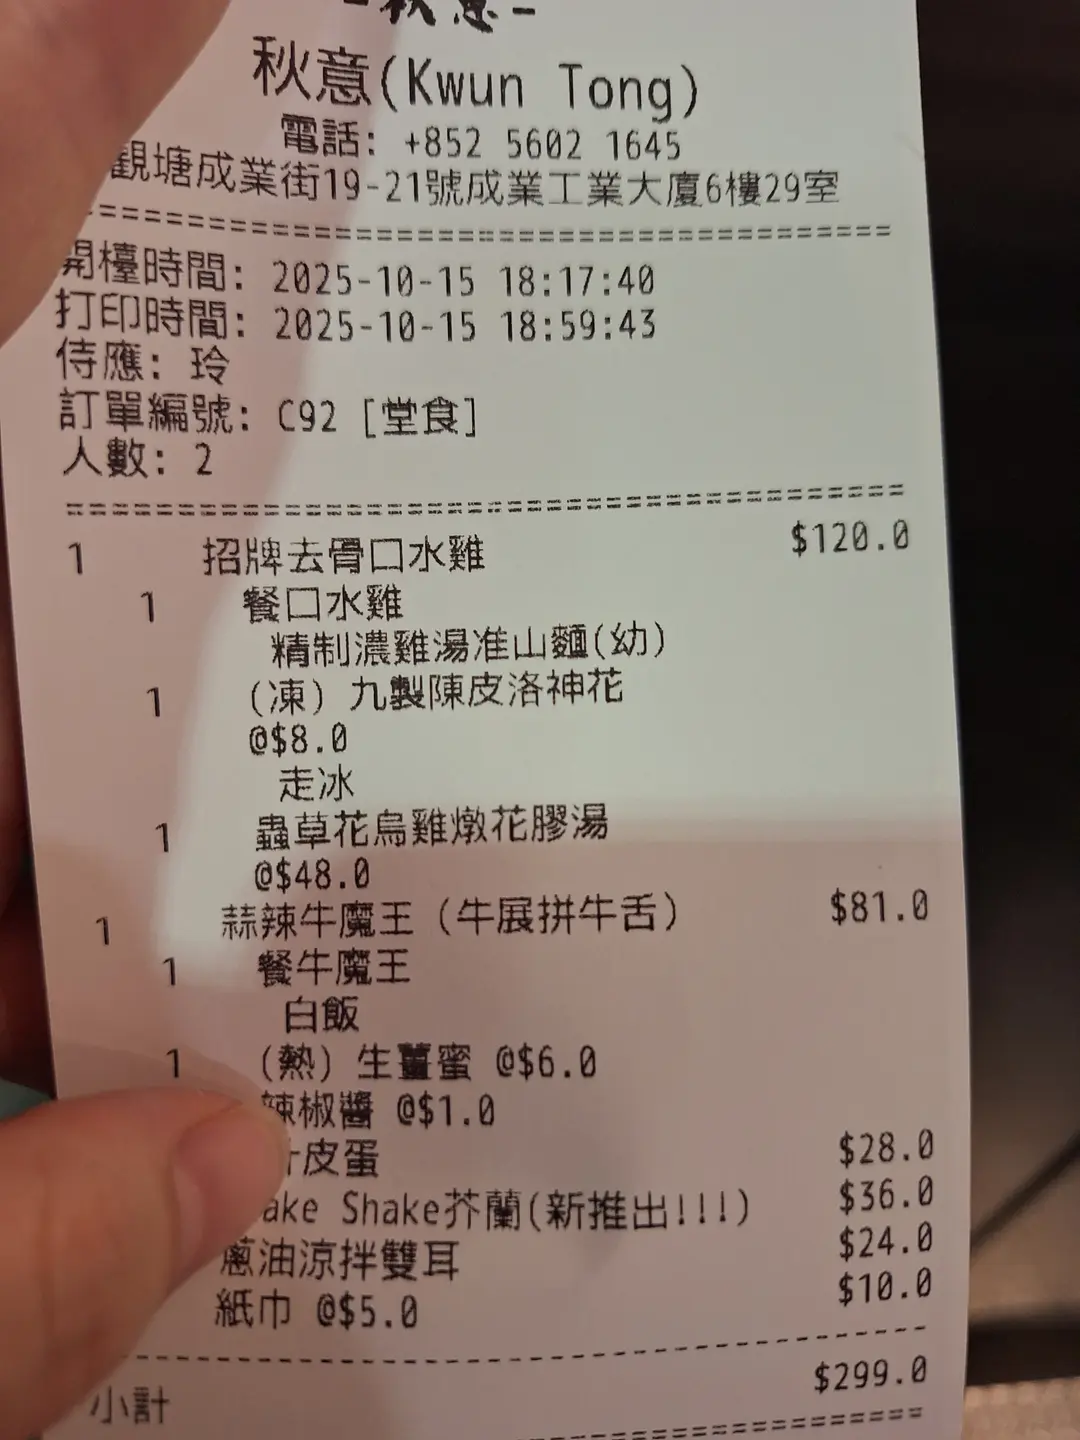 秋意(Kwun Tong)
電話: +852 5602 1645
觀塘成業街19-21號成業工業大廈6樓29室
開檯時間: 2025-10-15 18:17:40
打印時間: 2025-10-15 18:59:43
侍應: 玲
訂單編號: C92 [堂食]
人數: 2
1 招牌去骨口水雞 $120.0
1 餐口水雞
精制濃雞湯准山麵(幼)
1 (凍) 九製陳皮洛神花
@$8.0
走冰
1 蟲草花烏雞燉花膠湯
@$48.0
1 蒜辣牛魔王 (牛展拼牛舌) $81.0
1 餐牛魔王
白飯
1 (熱) 生薑蜜 @$6.0
辣椒醬 @$1.0
皮蛋 $28.0
ake Shake芥蘭(新推出!!!) $36.0
蔥油涼拌雙耳 $24.0
紙巾 @$5.0 $10.0
小計 $299.0